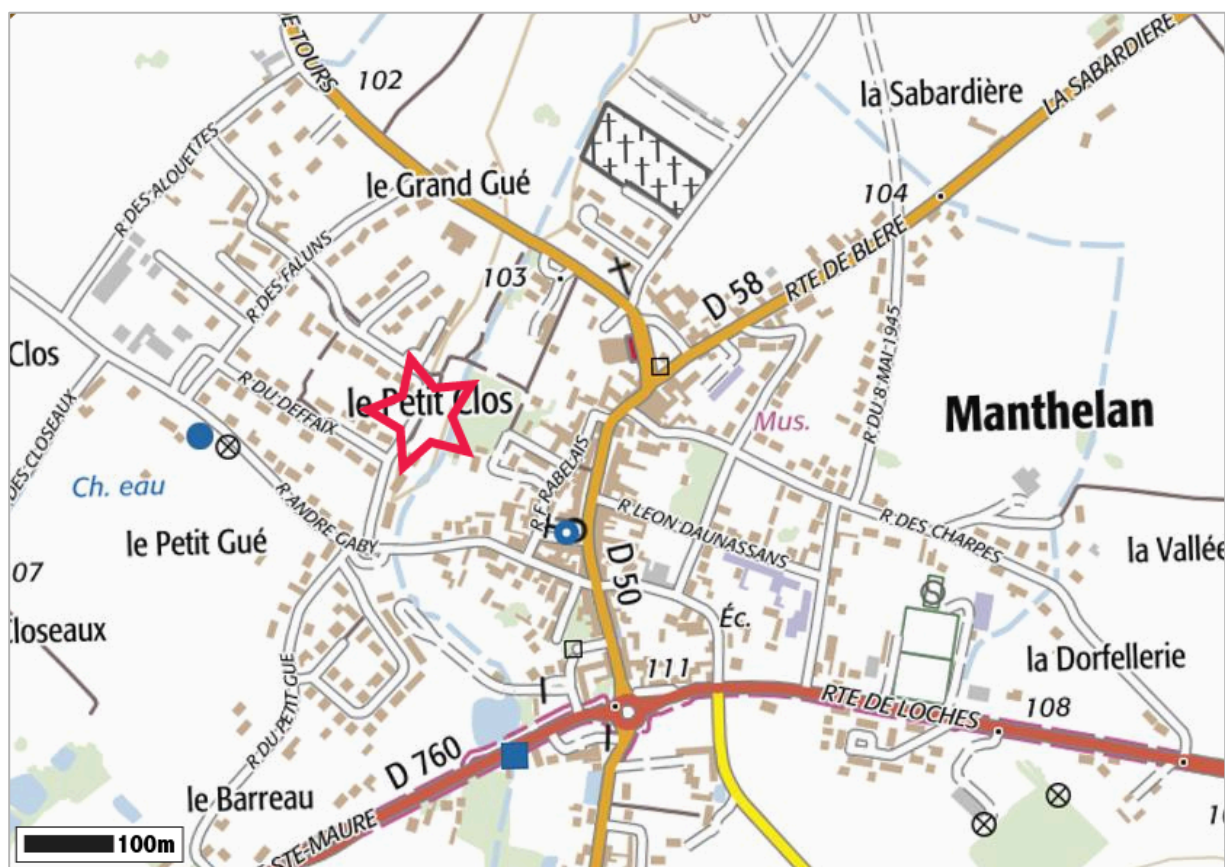 DE TOURS
102
la Sabardière
LA SABARDIERE
R DES ALOUETTES
le Grand Gué
104
R DES FALUNS
103
D 58
RTE DE BLERE
Clos
le Petit Clos
R DU 8 MAI 1945
Manthelan
Mus.
R DU DEFFAIX
DES CLOSEAUX
Ch. eau
R F RABELAIS
R ANDRE GABY
R LEON DAUNASSANS
R DES CHARPES
le Petit Gué
la Vallée
07
D 50
Éc.
Closeaux
la Dorfellerie
111
RTE DE LOCHES
108
R DU PETIT GUE
D 760
le Barreau
STE-MAURE
100m